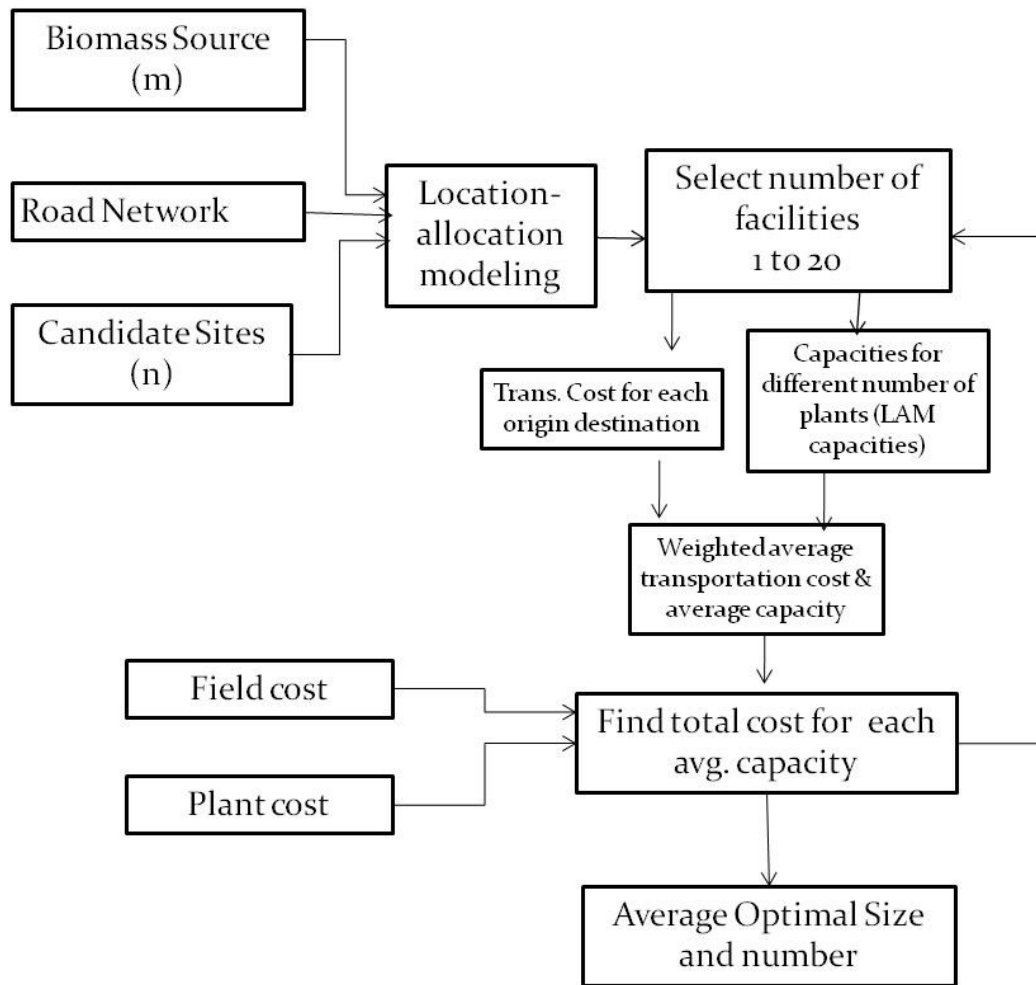 Biomass Source
(m)
Road Network
Candidate Sites
(n)
Location-
allocation
modeling
Select number of
facilities
1 to 20
Trans. Cost for each
origin destination
Capacities for
different number of
plants (LAM
capacities)
Weighted average
transportation cost &
average capacity
Field cost
Plant cost
Find total cost for each
avg. capacity
Average Optimal Size
and number